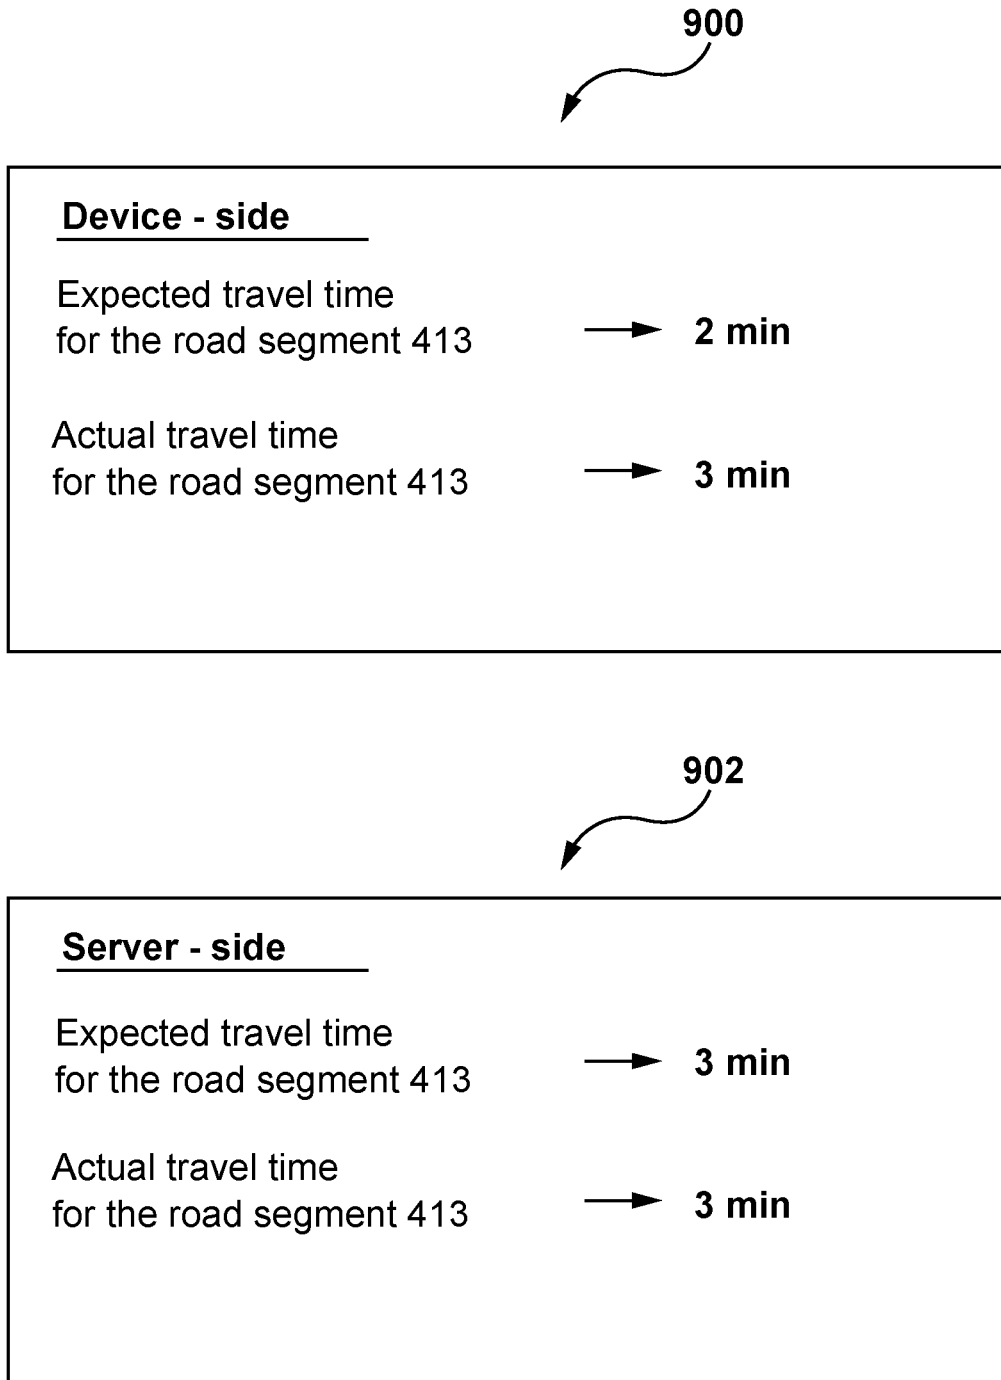 900
Device - side
Expected travel time
for the road segment 413 2 min
Actual travel time
for the road segment 413 3 min
902
Server - side
Expected travel time
for the road segment 413 3 min
Actual travel time
for the road segment 413 3 min